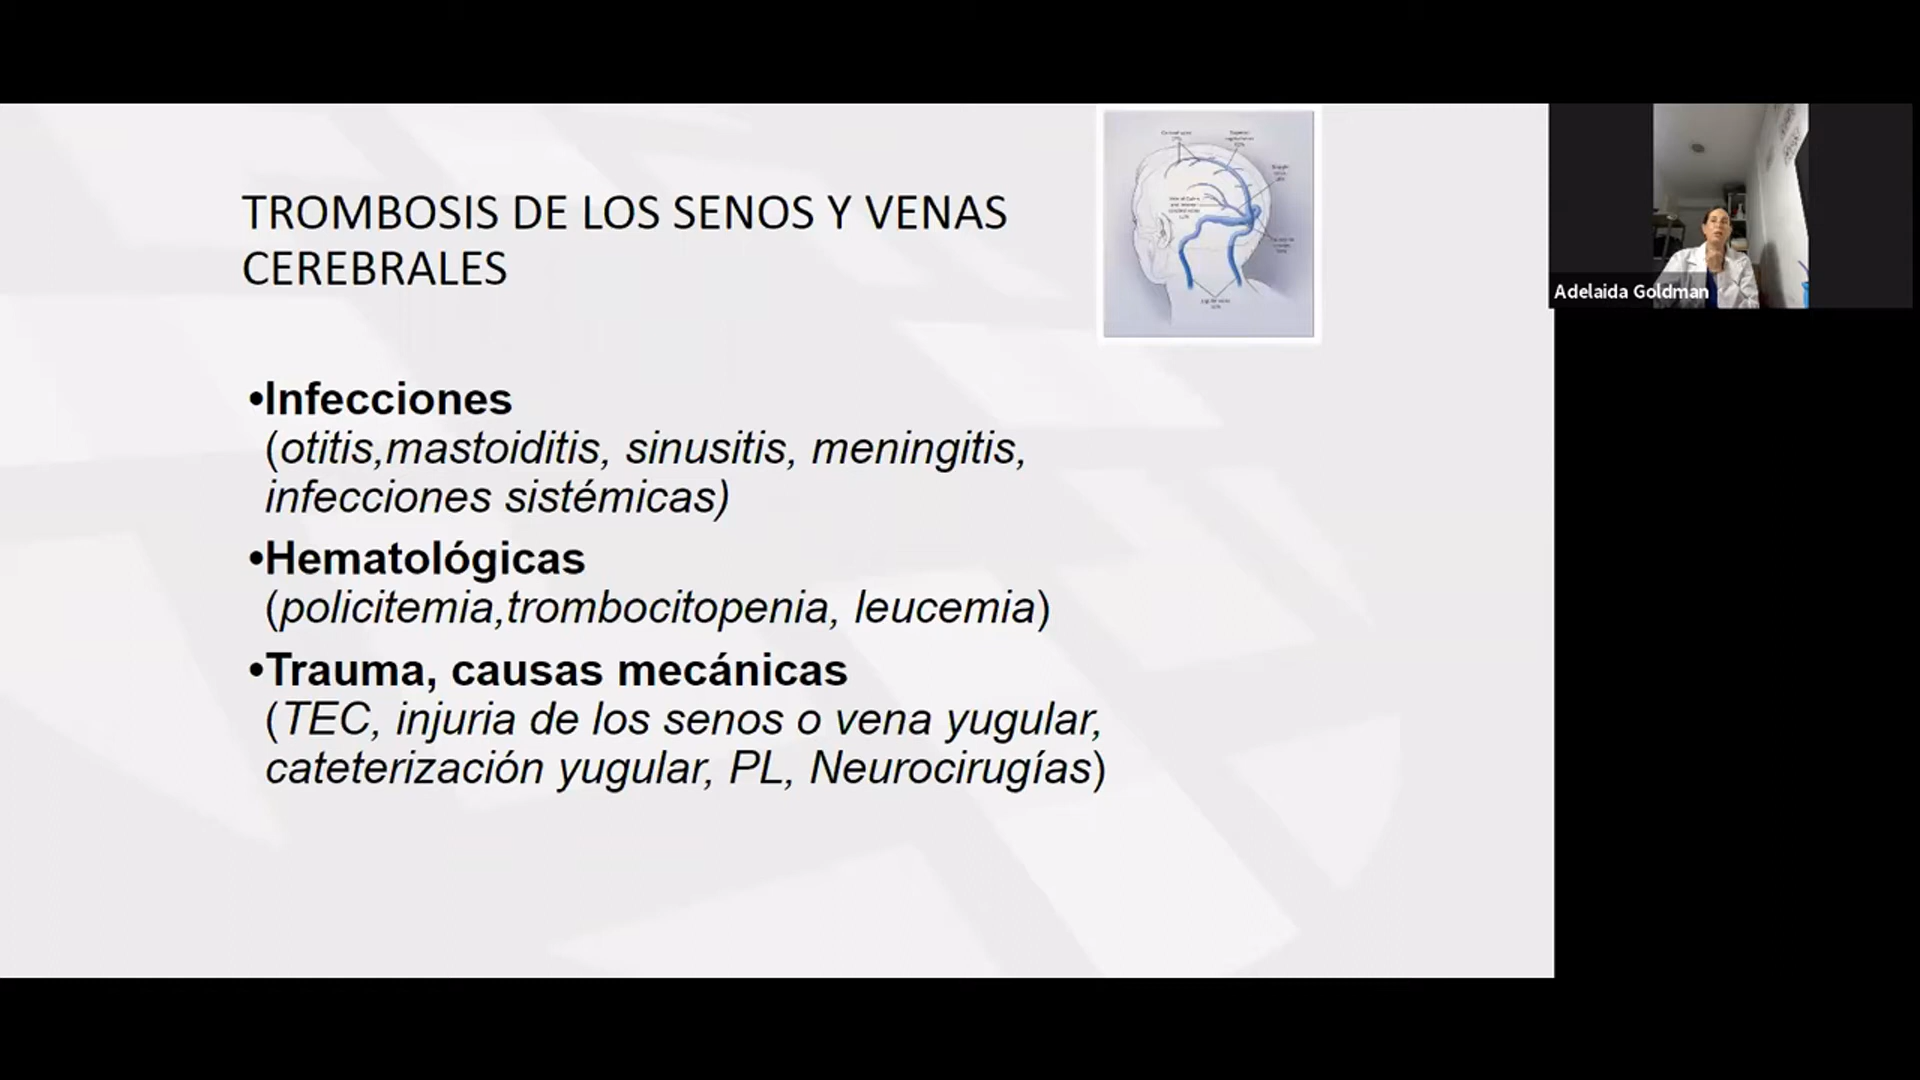 TROMBOSIS DE LOS SENOS Y VENAS
CEREBRALES
•Infecciones
(otitis,mastoiditis, sinusitis, meningitis,
infecciones sistémicas)
•Hematológicas
(policitemia,trombocitopenia, leucemia)
•Trauma, causas mecánicas
(TEC, injuria de los senos o vena yugular,
cateterización yugular, PL, Neurocirugías)
Adelaida Goldman